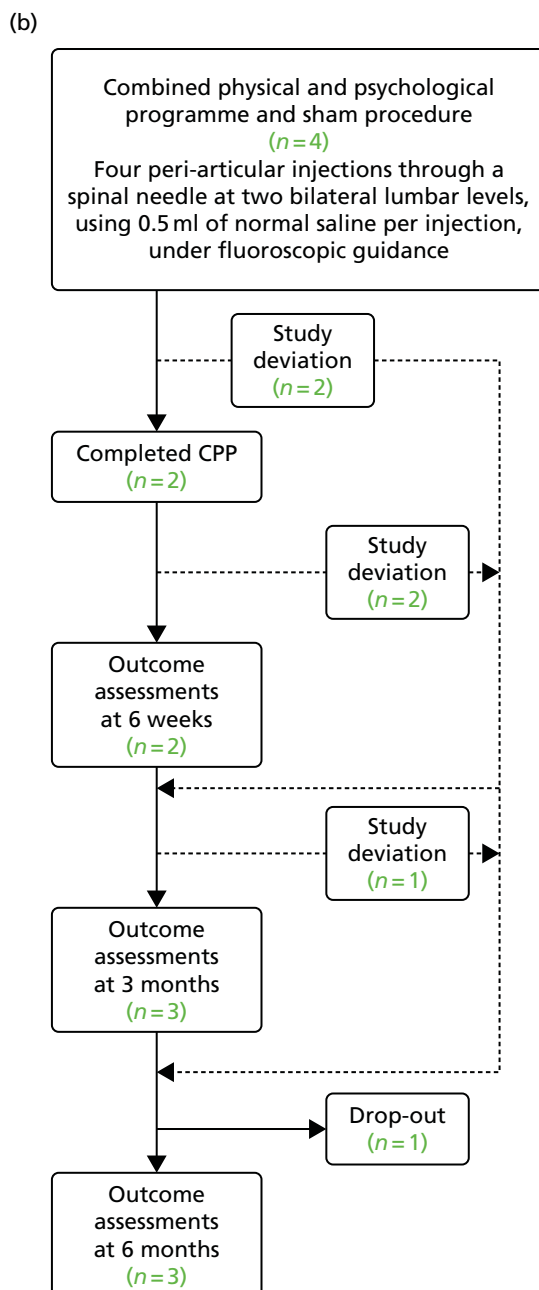 (b)
Combined physical and psychological
programme and sham procedure
(n=4)
Four peri-articular injections through a
spinal needle at two bilateral lumbar levels,
using 0.5 ml of normal saline per injection,
under fluoroscopic guidance
Study
deviation
(n=2)
Completed CPP
(n=2)
Study
deviation
(n=2)
Outcome
assessments
at 6 weeks
(n=2)
Study
deviation
(n=1)
Outcome
assessments
at 3 months
(n=3)
Drop-out
(n=1)
Outcome
assessments
at 6 months
(n=3)